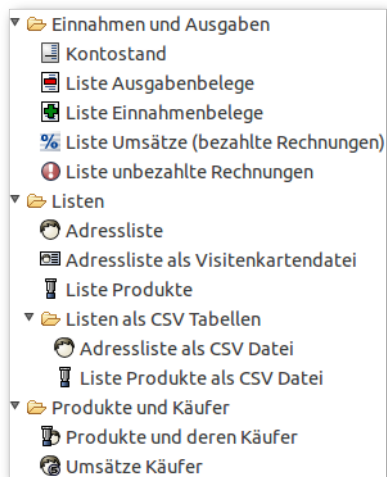 Einnahmen und Ausgaben
Kontostand
Liste Ausgabenbelege
Liste Einnahmenbelege
% Liste Umsätze (bezahlte Rechnungen)
Liste unbezahlte Rechnungen
Listen
Adressliste
Adressliste als Visitenkartendatei
Liste Produkte
Listen als CSV Tabellen
Adressliste als CSV Datei
Liste Produkte als CSV Datei
Produkte und Käufer
Produkte und deren Käufer
Umsätze Käufer